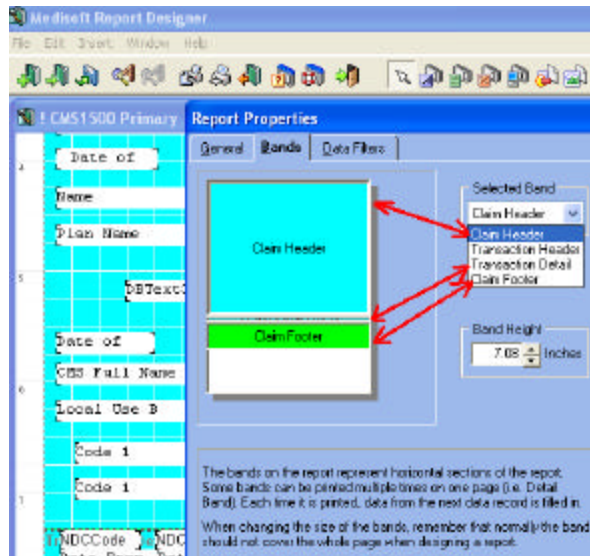 Medisoft Report Designer
File Edit Insert Window Help
! CMS1500 Primary
Report Properties
General Bands Data Filters
Date of
Name
Plan Name
DBText
Date of
CHS Full Name
Local Use B
Code 1
Code 1
NDCCode NDC
4
5
6
7
Claim Header
Claim Footer
Selected Band
Claim Header
Claim Header
Transaction Header
Transaction Detail
Claim Footer
Band Height
7.08 Inches
The bands on the report represent horizontal sections of the report.
Some bands can be printed multiple times on one page (i.e. Detail
Band). Each time it is printed, data from the next data record is filled in.
When changing the size of the bands, remember that normally the band
should not cover the whole page when designing a report.